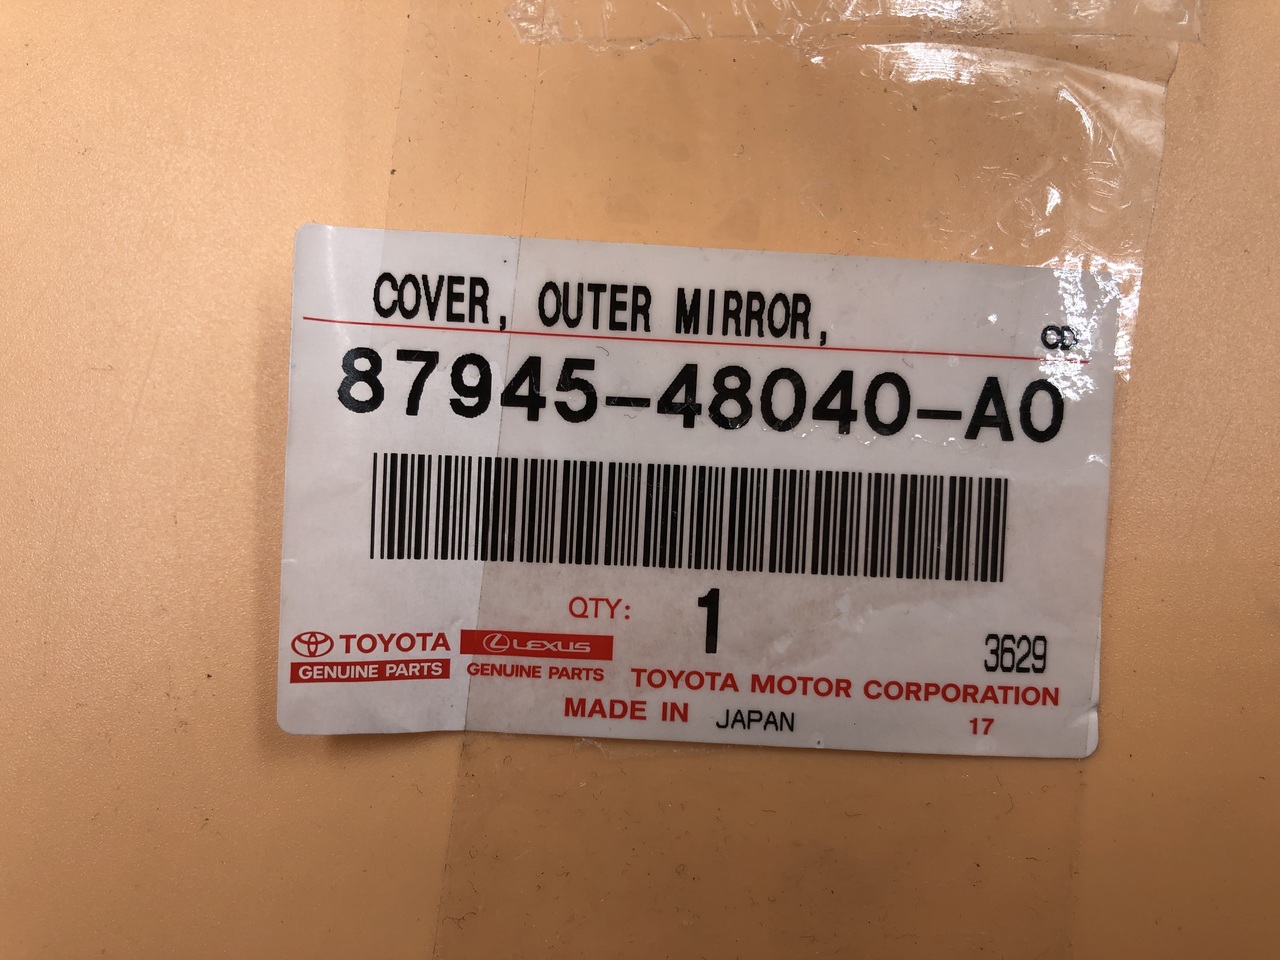 COVER, OUTER MIRROR,
CD
87945-48040-A0
QTY: 1
3629
TOYOTA
GENUINE PARTS
LEXUS
GENUINE PARTS
TOYOTA MOTOR CORPORATION
MADE IN JAPAN
17